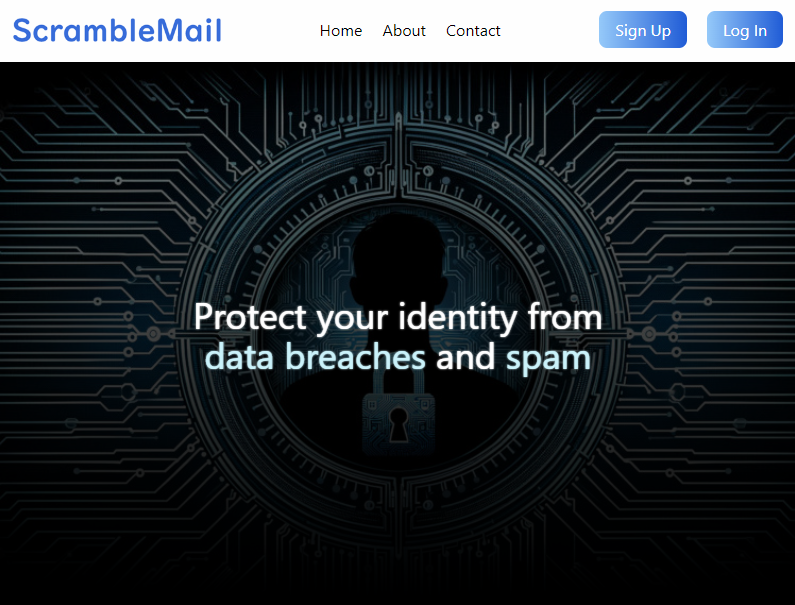 ScrambleMail
Home About Contact
Sign Up Log In
Protect your identity from
data breaches and spam